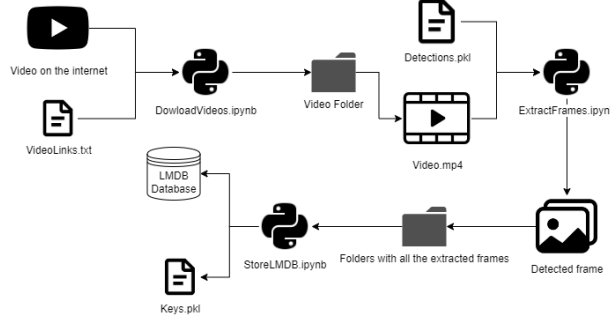 Video on the internet
VideoLinks.txt
DowloadVideos.ipynb
Video Folder
Detections.pkl
Video.mp4
ExtractFrames.ipyn
Detected frame
Folders with all the extracted frames
StoreLMDB.ipynb
LMDB
Database
Keys.pkl